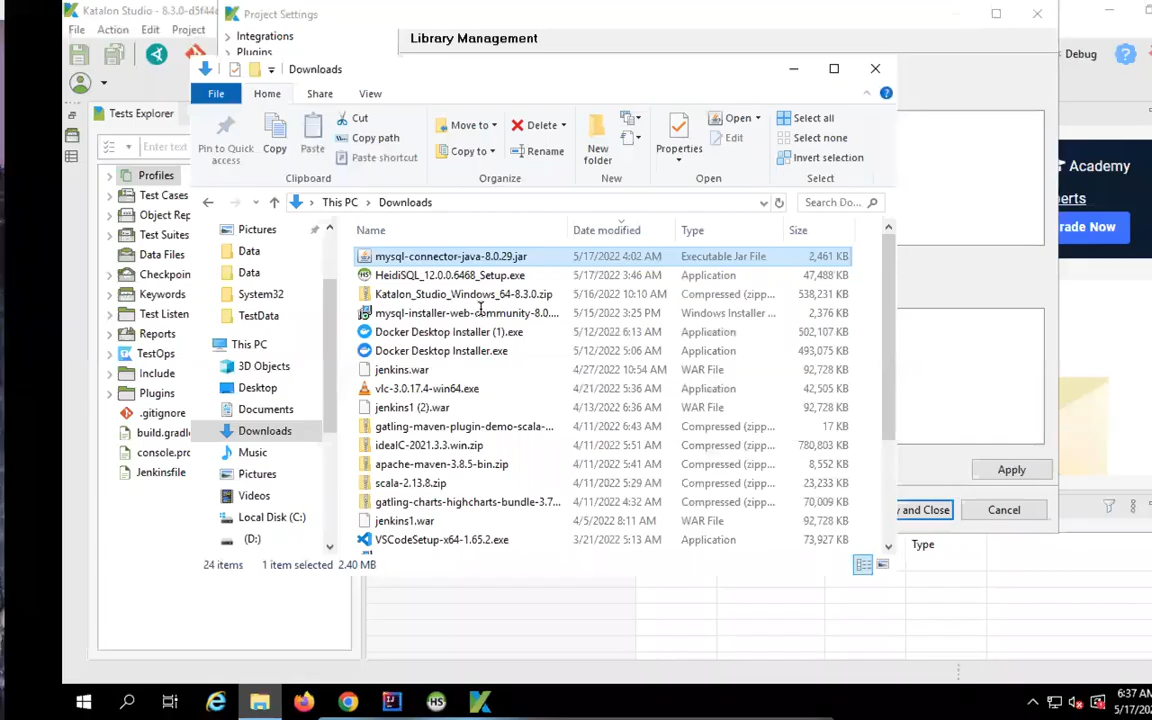 Katalon Studio - 8.3.0-d5f44
Project Settings
File Action Edit Project
Integrations
Plugins
Library Management
Debug
Tests Explorer
Enter text
Profiles
Test Cases
Object Rep
Test Suites
Data Files
Checkpoin
Keywords
Test Listen
Reports
TestOps
Include
Plugins
.gitignore
build.gradle
console.pro
Jenkinsfile
Downloads
File Home Share View
Pin to Quick access
Copy
Paste
Cut
Copy path
Paste shortcut
Clipboard
Move to
Copy to
Delete
Rename
Organize
New folder
New
Properties
Open
Edit
Open
Select all
Select none
Invert selection
Select
This PC > Downloads
Search Do...
Pictures
Data
Data
System32
TestData
This PC
3D Objects
Desktop
Documents
Downloads
Music
Pictures
Videos
Local Disk (C:)
(D:)
Name Date modified Type Size
mysql-connector-java-8.0.29.jar 5/17/2022 4:02 AM Executable Jar File 2,461 KB
HeidiSQL_12.0.0.6468_Setup.exe 5/17/2022 3:46 AM Application 47,488 KB
Katalon_Studio_Windows_64-8.3.0.zip 5/16/2022 10:10 AM Compressed (zipp... 538,231 KB
mysql-installer-web-community-8.0.... 5/15/2022 3:25 PM Windows Installer ... 2,376 KB
Docker Desktop Installer (1).exe 5/12/2022 6:13 AM Application 502,107 KB
Docker Desktop Installer.exe 5/12/2022 5:06 AM Application 493,075 KB
jenkins.war 4/27/2022 10:54 AM WAR File 92,728 KB
vlc-3.0.17.4-win64.exe 4/21/2022 5:36 AM Application 42,505 KB
jenkins1 (2).war 4/13/2022 6:36 AM WAR File 92,728 KB
gatling-maven-plugin-demo-scala-... 4/11/2022 6:43 AM Compressed (zipp... 17 KB
ideaIC-2021.3.3.win.zip 4/11/2022 5:51 AM Compressed (zipp... 780,803 KB
apache-maven-3.8.5-bin.zip 4/11/2022 5:41 AM Compressed (zipp... 8,552 KB
scala-2.13.8.zip 4/11/2022 5:29 AM Compressed (zipp... 23,233 KB
gatling-charts-highcharts-bundle-3.7.... 4/11/2022 4:32 AM Compressed (zipp... 70,009 KB
jenkins1.war 4/5/2022 8:11 AM WAR File 92,728 KB
VSCodeSetup-x64-1.65.2.exe 3/21/2022 5:13 AM Application 73,927 KB
24 items 1 item selected 2.40 MB
Academy
erts
rade Now
Apply
y and Close
Cancel
Type
HS
6:37 AM
5/17/202